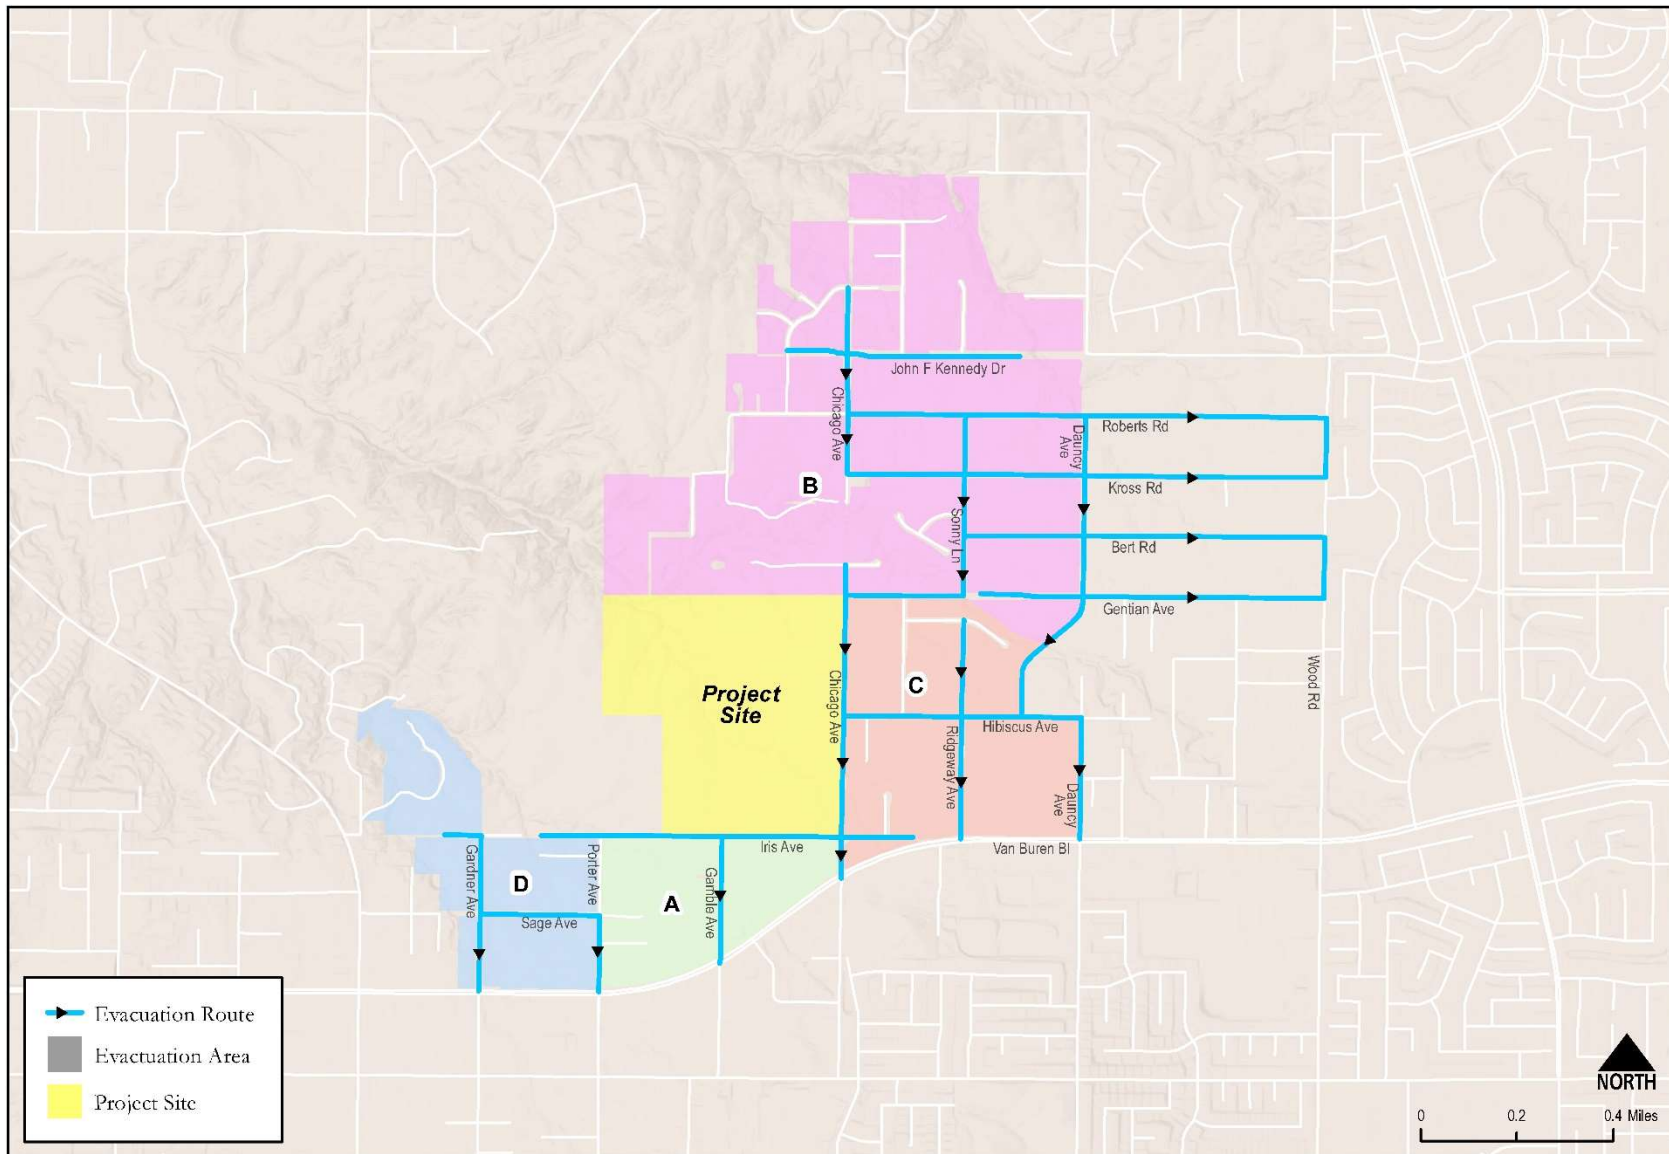 John F Kennedy Dr
Chicago Ave
Roberts Rd
Dauncy
Ave
Kross Rd
B
Sonny Ln
Bert Rd
Gentian Ave
Wood Rd
Project
Site
C
Chicago Ave
Hibiscus Ave
Ridgeway Ave
Dauncy
Ave
Iris Ave
Van Buren Bl
Gardner Ave
D
Porter Ave
A
Gamble Ave
Sage Ave
Evacuation Route
Evactuation Area
Project Site
NORTH
0 0.2 0.4 Miles